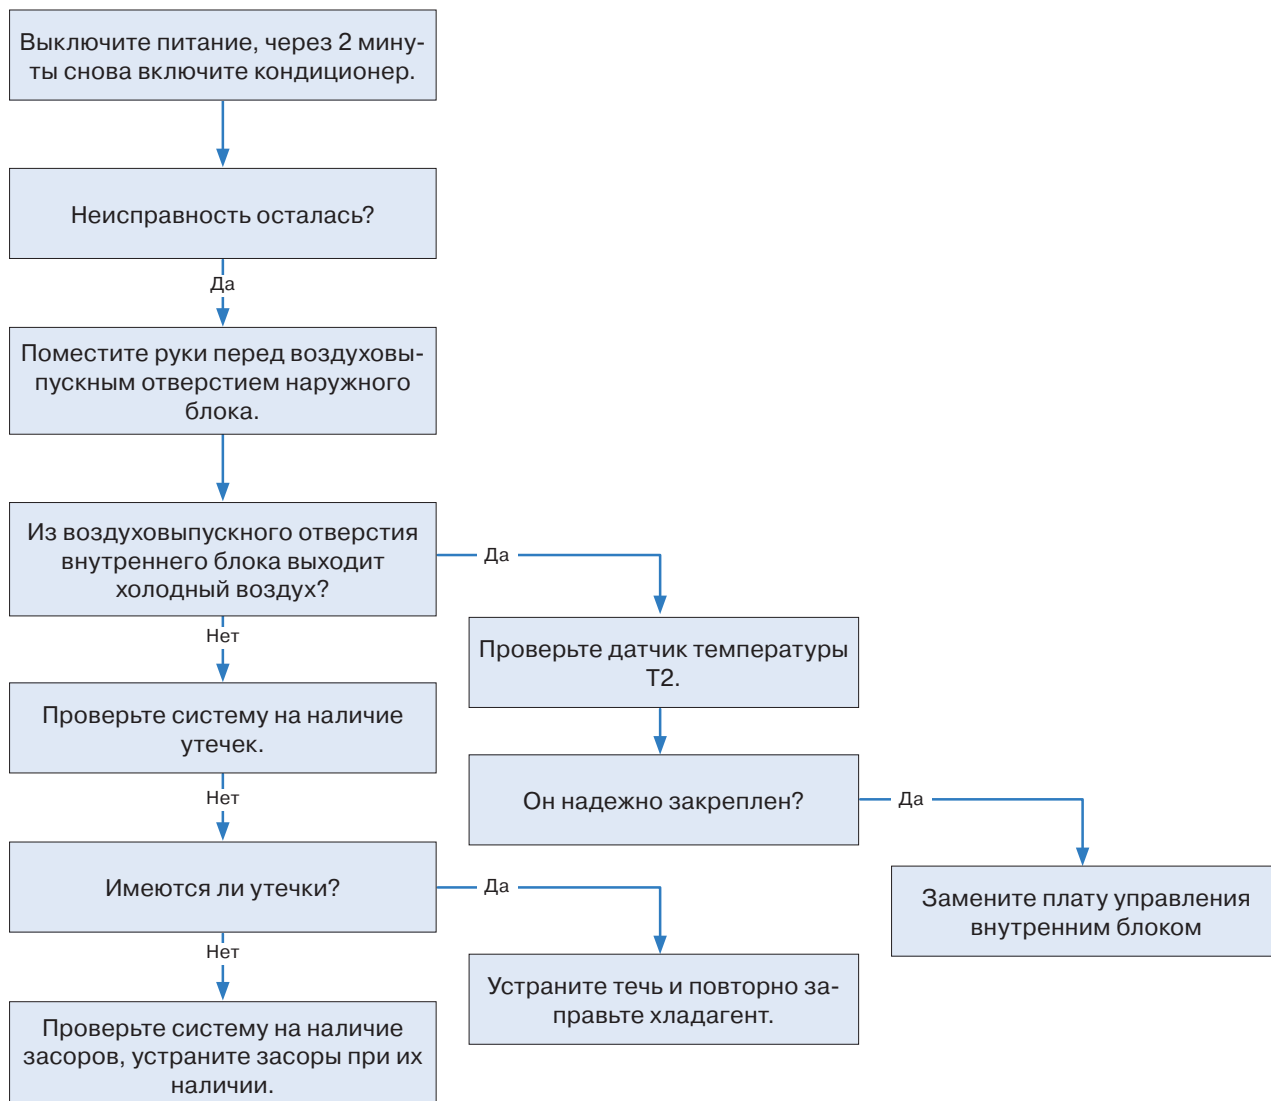 Выключите питание, через 2 мину-
ты снова включите кондиционер.
Неисправность осталась?
Да
Поместите руки перед воздуховы-
пускным отверстием наружного
блока.
Из воздуховыпускного отверстия
внутреннего блока выходит
холодный воздух?
Да
Нет
Проверьте датчик температуры
Т2.
Проверьте систему на наличие
утечек.
Он надежно закреплен?
Да
Нет
Имеются ли утечки?
Да
Замените плату управления
внутренним блоком
Нет
Устраните течь и повторно за-
правьте хладагент.
Проверьте систему на наличие
засоров, устраните засоры при их
наличии.